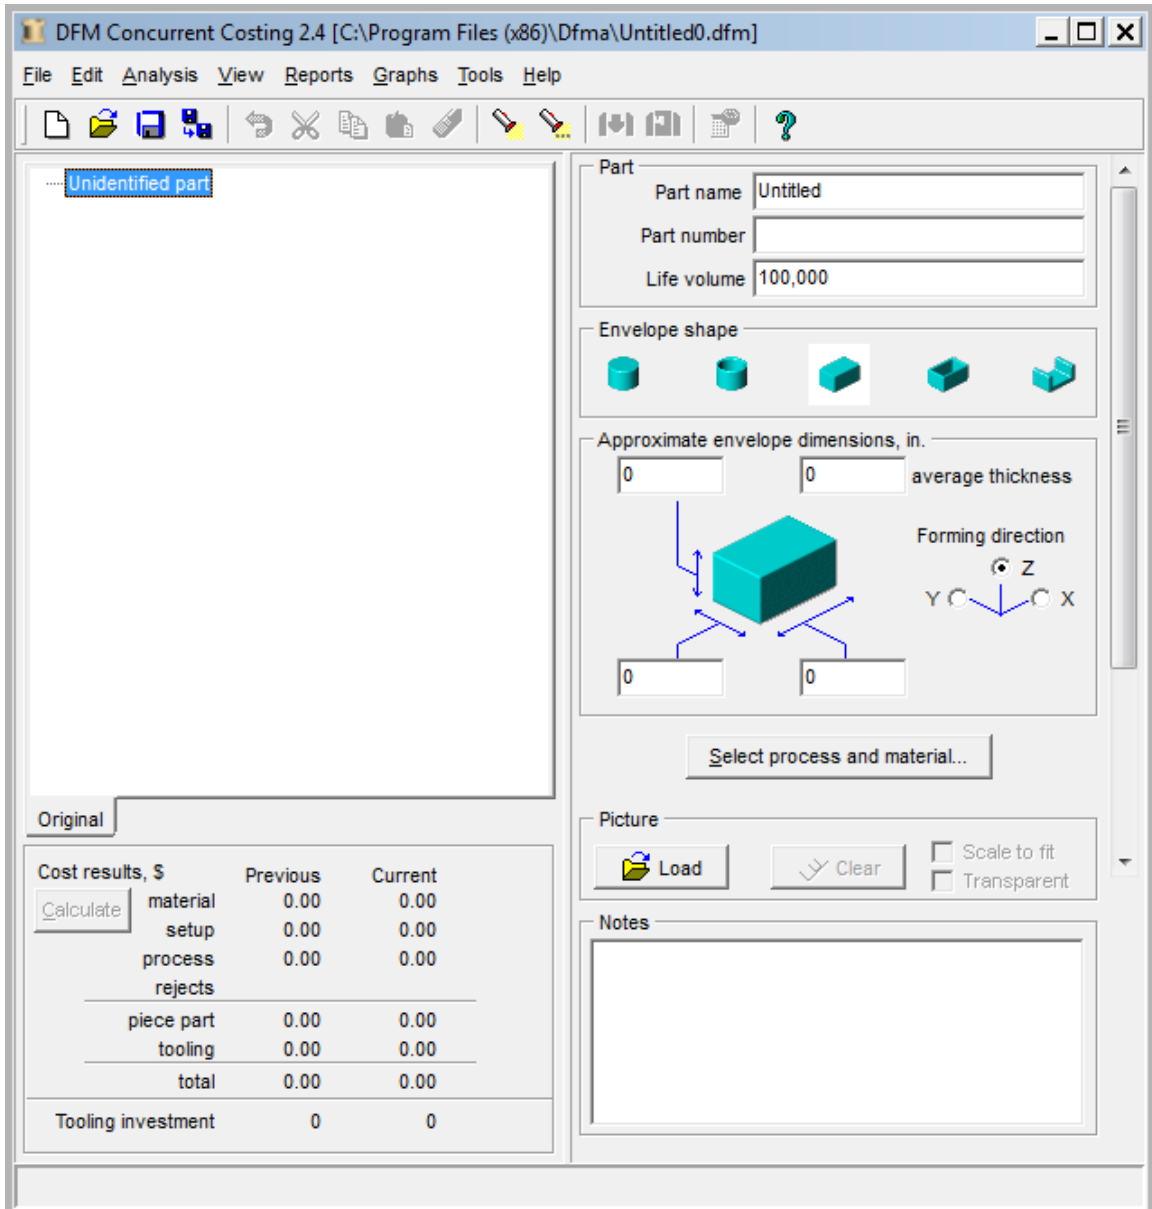 DFM Concurrent Costing 2.4 [C:\Program Files (x86)\Dfma\Untitled0.dfm]
File Edit Analysis View Reports Graphs Tools Help
Unidentified part
Original
Cost results, $ Previous Current
Calculate
material 0.00 0.00
setup 0.00 0.00
process 0.00 0.00
rejects
piece part 0.00 0.00
tooling 0.00 0.00
total 0.00 0.00
Tooling investment 0 0
Part
Part name Untitled
Part number
Life volume 100,000
Envelope shape
Approximate envelope dimensions, in.
0 0 average thickness
Forming direction
Z
Y X
0 0
Select process and material...
Picture
Load Clear Scale to fit
Transparent
Notes